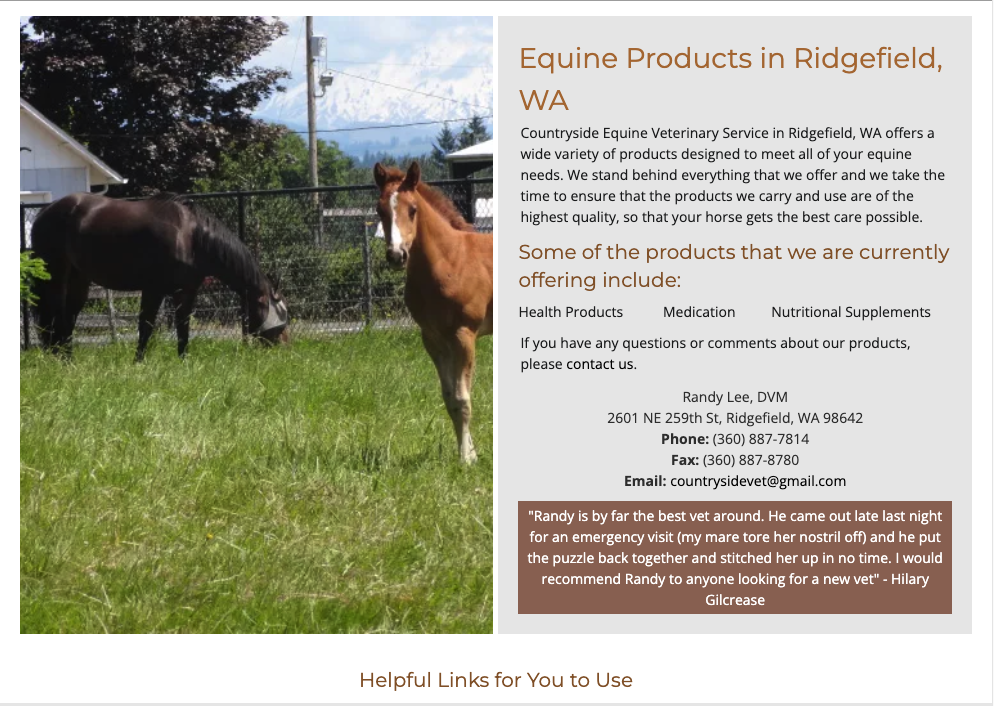 Equine Products in Ridgefield,
WA
Countryside Equine Veterinary Service in Ridgefield, WA offers a
wide variety of products designed to meet all of your equine
needs. We stand behind everything that we offer and we take the
time to ensure that the products we carry and use are of the
highest quality, so that your horse gets the best care possible.
Some of the products that we are currently
offering include:
Health Products Medication Nutritional Supplements
If you have any questions or comments about our products,
please contact us.
Randy Lee, DVM
2601 NE 259th St, Ridgefield, WA 98642
Phone: (360) 887-7814
Fax: (360) 887-8780
Email: countrysidevet@gmail.com
"Randy is by far the best vet around. He came out late last night
for an emergency visit (my mare tore her nostril off) and he put
the puzzle back together and stitched her up in no time. I would
recommend Randy to anyone looking for a new vet" - Hilary
Gilcrease
Helpful Links for You to Use